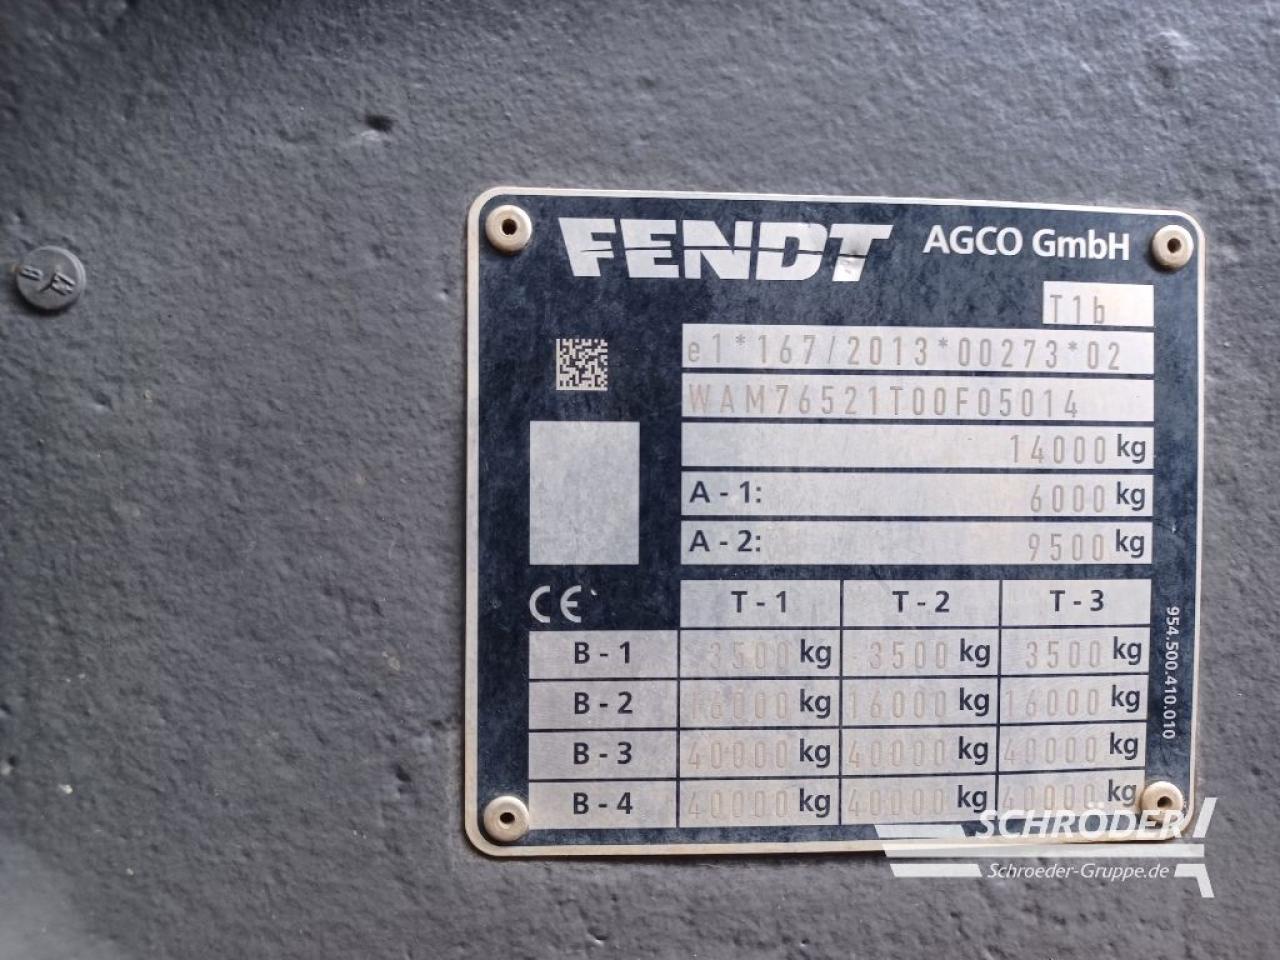 FENDT AGCO GmbH
T1b
e1*167/2013*00273*02
WAM76521T00F05014
14000 kg
A - 1: 6000 kg
A - 2: 9500 kg
CE T - 1 T - 2 T - 3
B - 1 3500 kg 3500 kg 3500 kg
B - 2 16000 kg 16000 kg 16000 kg
B - 3 40000 kg 40000 kg 40000 kg
B - 4 40000 kg 40000 kg 40000 kg
954.500.410.010
SCHRÖDER
Schroeder-Gruppe.de